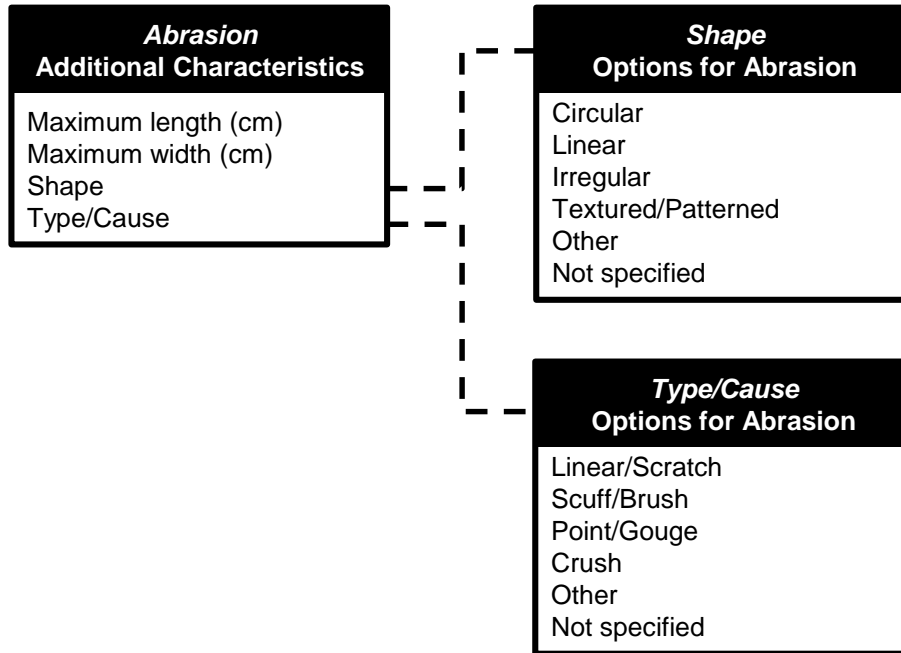 Abrasion
Additional Characteristics
Maximum length (cm)
Maximum width (cm)
Shape
Type/Cause
Shape
Options for Abrasion
Circular
Linear
Irregular
Textured/Patterned
Other
Not specified
Type/Cause
Options for Abrasion
Linear/Scratch
Scuff/Brush
Point/Gouge
Crush
Other
Not specified